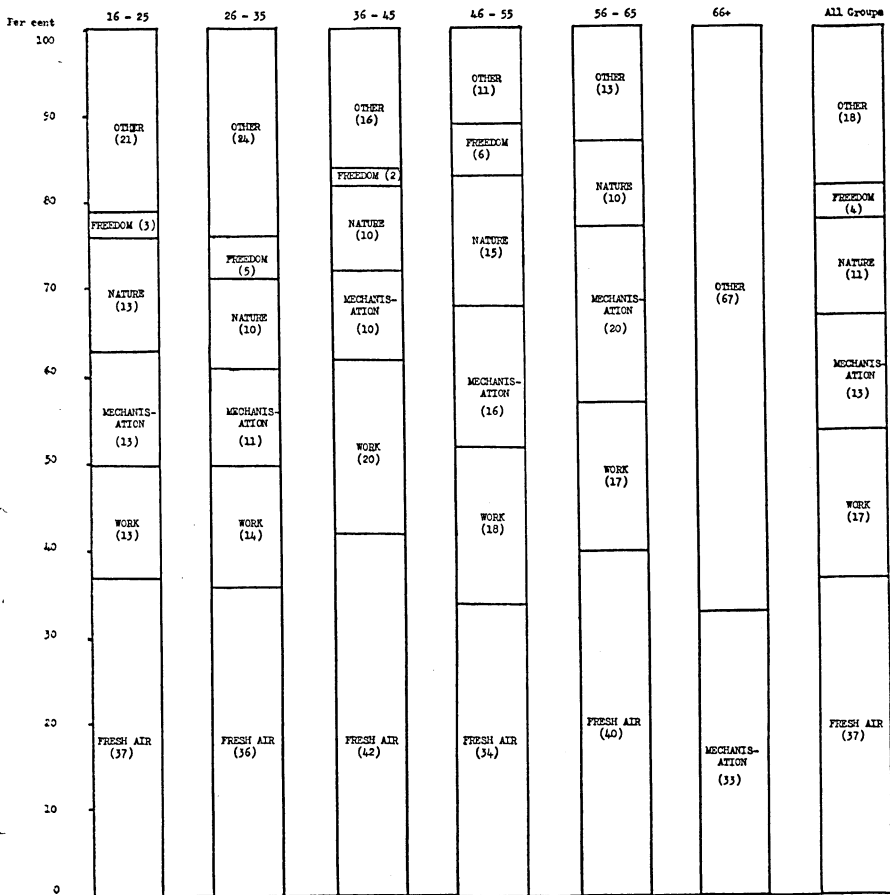 Per cent
16 - 25
26 - 35
36 - 45
46 - 55
56 - 65
66+
All Groups
100
90
80
70
60
50
40
30
20
10
0
OTHER
(21)
FREEDOM (3)
NATURE
(13)
MECHANIS-
ATION
(13)
WORK
(13)
FRESH AIR
(37)
OTHER
(24)
FREEDOM
(5)
NATURE
(10)
MECHANIS-
ATION
(11)
WORK
(14)
FRESH AIR
(36)
OTHER
(16)
FREEDOM (2)
NATURE
(10)
MECHANIS-
ATION
(10)
WORK
(20)
FRESH AIR
(42)
OTHER
(11)
FREEDOM
(6)
NATURE
(15)
MECHANIS-
ATION
(16)
WORK
(18)
FRESH AIR
(34)
OTHER
(13)
NATURE
(10)
MECHANIS-
ATION
(20)
WORK
(17)
FRESH AIR
(40)
OTHER
(67)
MECHANIS-
ATION
(33)
OTHER
(18)
FREEDOM
(4)
NATURE
(11)
MECHANIS-
ATION
(13)
WORK
(17)
FRESH AIR
(37)